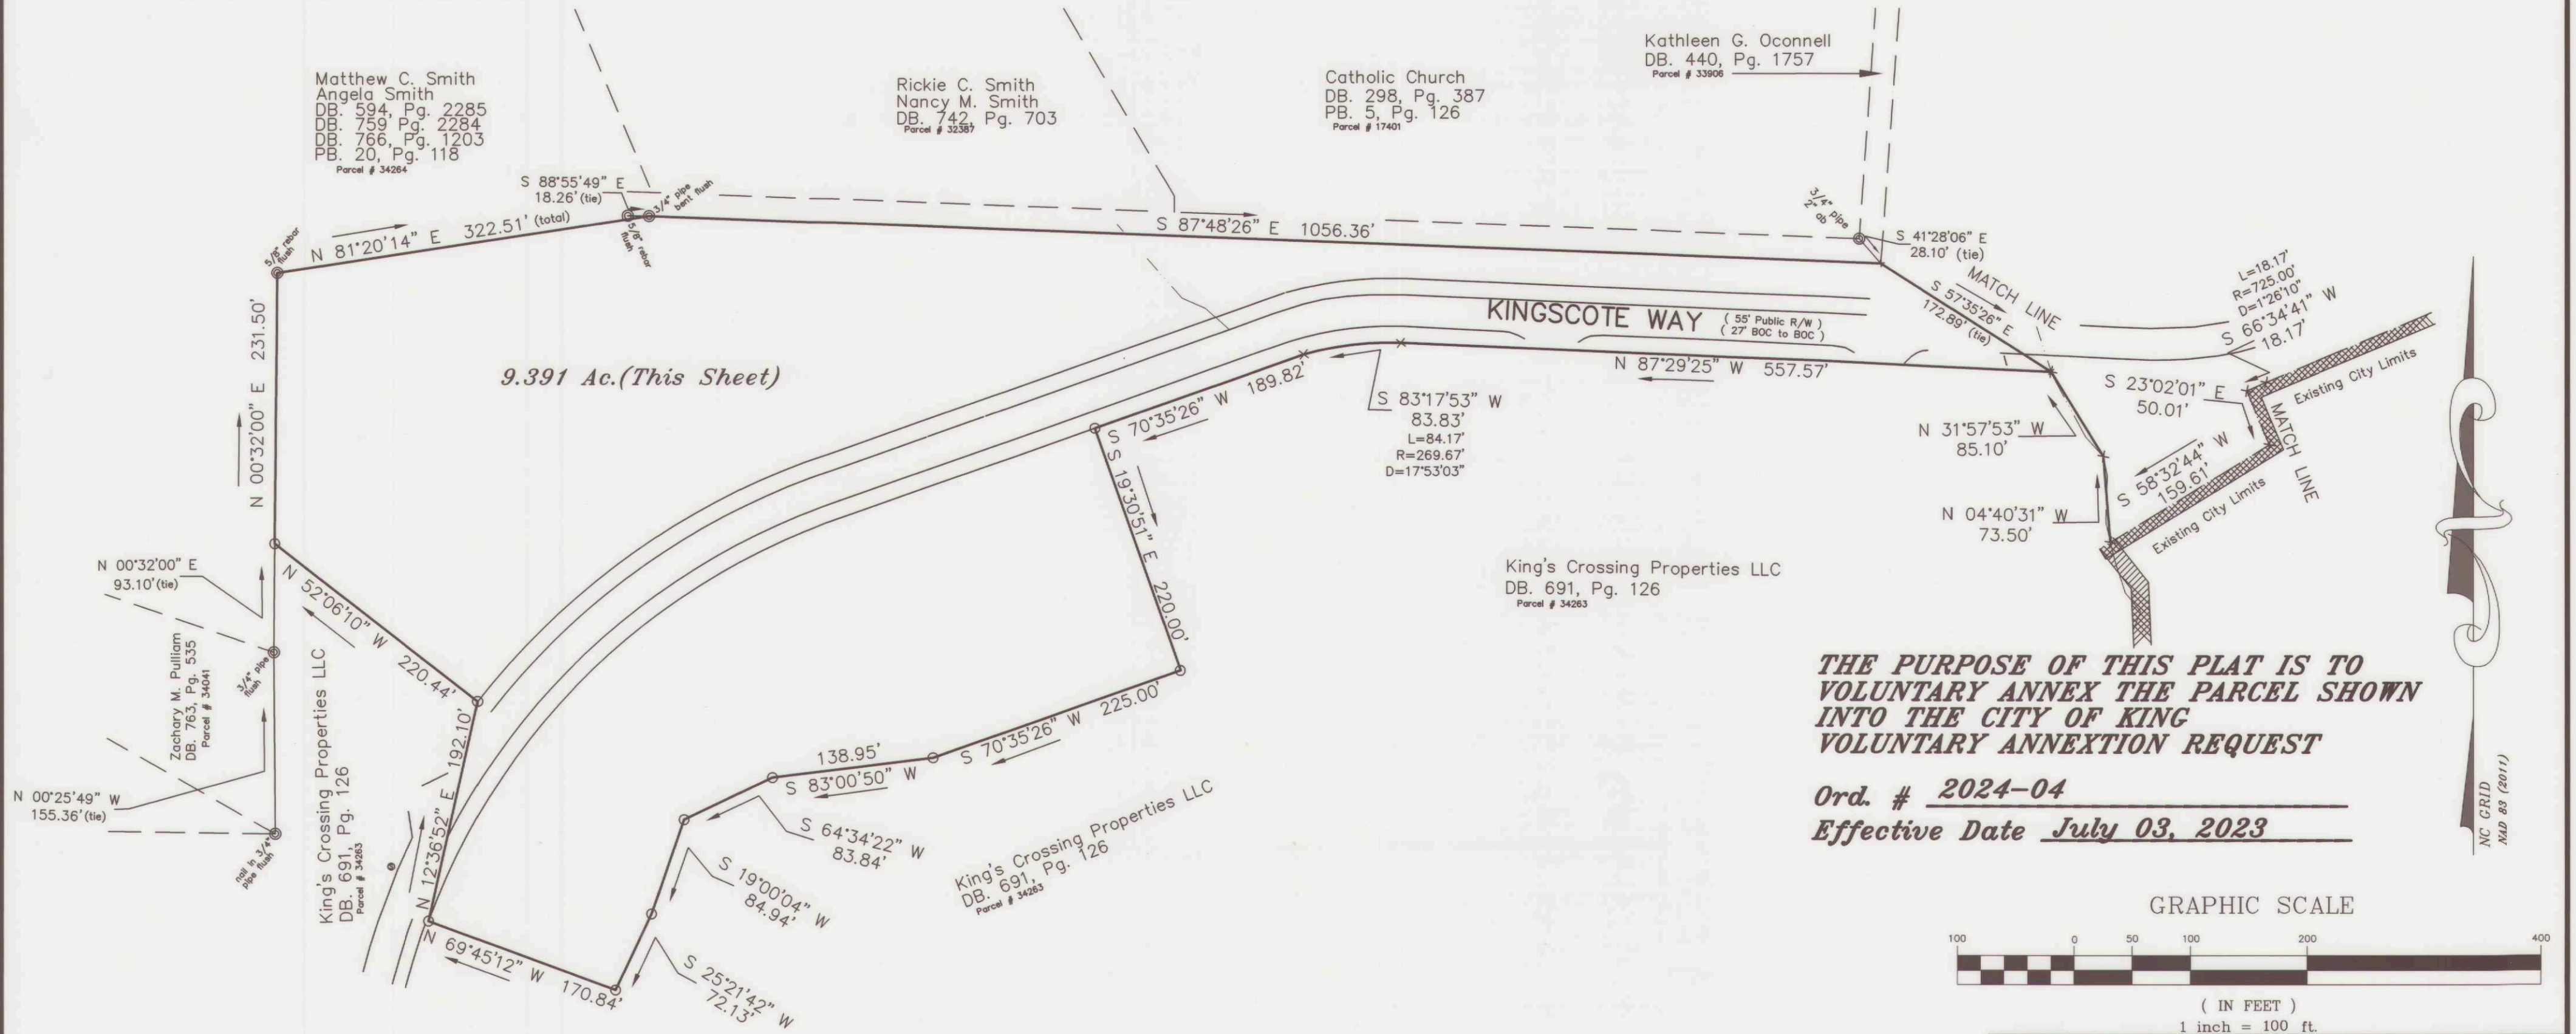 Kathleen G. Oconnell
DB. 440, Pg. 1757
Parcel # 33906
Matthew C. Smith
Angela Smith
DB. 594, Pg. 2285
DB. 759 Pg. 2284
DB. 766, Pg. 1203
PB. 20, Pg. 118
Parcel # 34264
Rickie C. Smith
Nancy M. Smith
DB. 742, Pg. 703
Parcel # 32387
Catholic Church
DB. 298, Pg. 387
PB. 5, Pg. 126
Parcel # 17401
S 88°55'49" E
18.26' (tie)
3/4" pipe
bent flush
5/8" rebar
flush
N 81°20'14" E 322.51' (total)
5/8" rebar
flush
S 87°48'26" E 1056.36'
3/4" pipe
2" ab
S 41°28'06" E
28.10' (tie)
MATCH LINE
S 57°35'26" E
172.89' (tie)
L=18.17'
R=725.00'
D=1°26'10"
S 66°34'41" W
18.17'
KINGSCOTE WAY
( 55' Public R/W )
( 27' BOC to BOC )
N 87°29'25" W 557.57'
S 23°02'01" E
50.01'
Existing City Limits
MATCH LINE
S 58°32'44" W
159.61'
Existing City Limits
N 31°57'53" W
85.10'
N 04°40'31" W
73.50'
N 00°32'00" E 231.50'
9.391 Ac.(This Sheet)
S 70°35'26" W 189.82'
S 83°17'53" W
83.83'
L=84.17'
R=269.67'
D=17°53'03"
S 19°30'51" E 220.00'
King's Crossing Properties LLC
DB. 691, Pg. 126
Parcel # 34263
N 00°32'00" E
93.10' (tie)
N 52°06'10" W 220.44'
Zachary M. Pulliam
DB. 763, Pg. 535
Parcel # 34041
3/4" pipe
flush
King's Crossing Properties LLC
DB. 691, Pg. 126
Parcel # 34263
N 12°36'52" E 192.10'
N 00°25'49" W
155.36' (tie)
nail in 3/4"
pipe flush
S 70°35'26" W 225.00'
138.95'
S 83°00'50" W
S 64°34'22" W
83.84'
S 19°00'04" W
84.94'
S 25°21'42" W
72.13'
N 69°45'12" W 170.84'
King's Crossing Properties LLC
DB. 691, Pg. 126
Parcel # 34263
THE PURPOSE OF THIS PLAT IS TO
VOLUNTARY ANNEX THE PARCEL SHOWN
INTO THE CITY OF KING
VOLUNTARY ANNEXTION REQUEST
Ord. # 2024-04
Effective Date July 03, 2023
NC GRID
NAD 83 (2011)
GRAPHIC SCALE
100 0 50 100 200 400
( IN FEET )
1 inch = 100 ft.